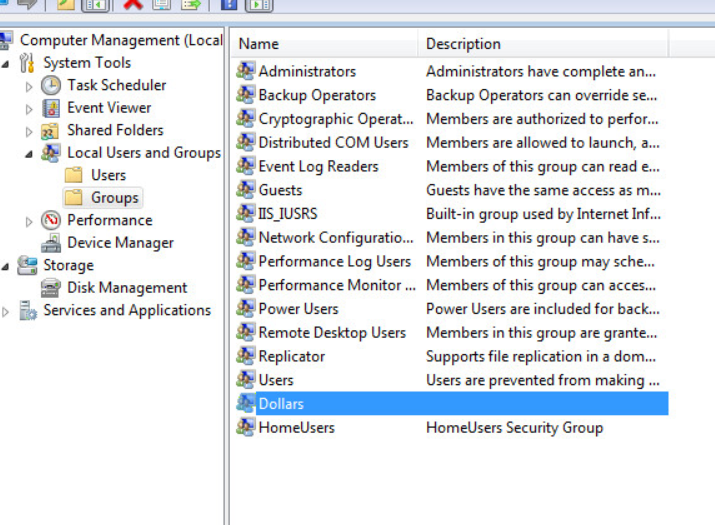 Computer Management (Local
System Tools
Task Scheduler
Event Viewer
Shared Folders
Local Users and Groups
Users
Groups
Performance
Device Manager
Storage
Disk Management
Services and Applications
Name Description
Administrators Administrators have complete an...
Backup Operators Backup Operators can override se...
Cryptographic Operat... Members are authorized to perfor...
Distributed COM Users Members are allowed to launch, a...
Event Log Readers Members of this group can read e...
Guests Guests have the same access as m...
IIS_IUSRS Built-in group used by Internet Inf...
Network Configuratio... Members in this group can have s...
Performance Log Users Members of this group may sche...
Performance Monitor ... Members of this group can acces...
Power Users Power Users are included for back...
Remote Desktop Users Members in this group are grante...
Replicator Supports file replication in a dom...
Users Users are prevented from making ...
Dollars
HomeUsers HomeUsers Security Group